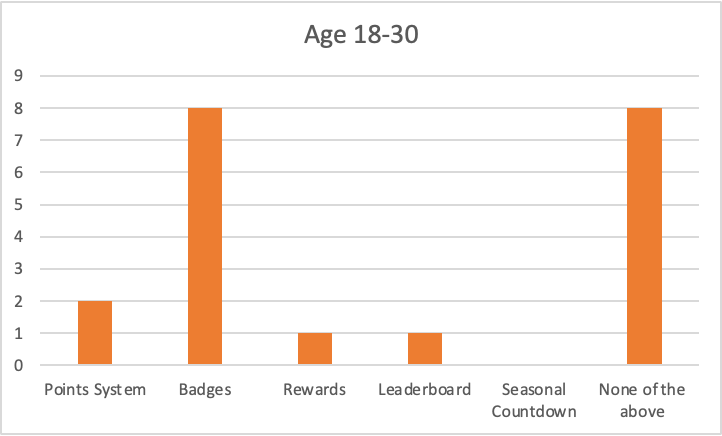 Age 18-30
9
8
7
6
5
4
3
2
1
0
Points System
Badges
Rewards
Leaderboard
Seasonal
Countdown
None of the
above